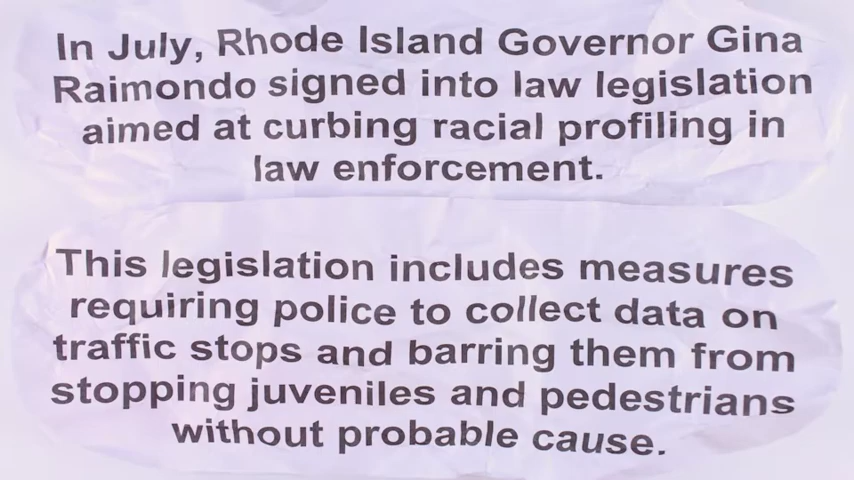 In July, Rhode Island Governor Gina
Raimondo signed into law legislation
aimed at curbing racial profiling in
law enforcement.
This legislation includes measures
requiring police to collect data on
traffic stops and barring them from
stopping juveniles and pedestrians
without probable cause.